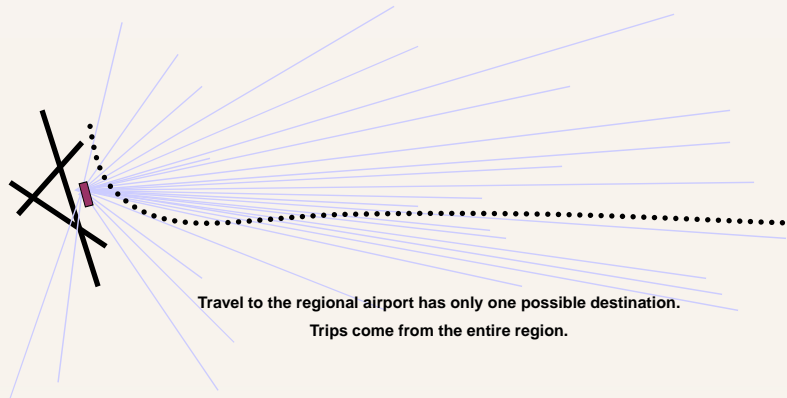 Travel to the regional airport has only one possible destination.
Trips come from the entire region.